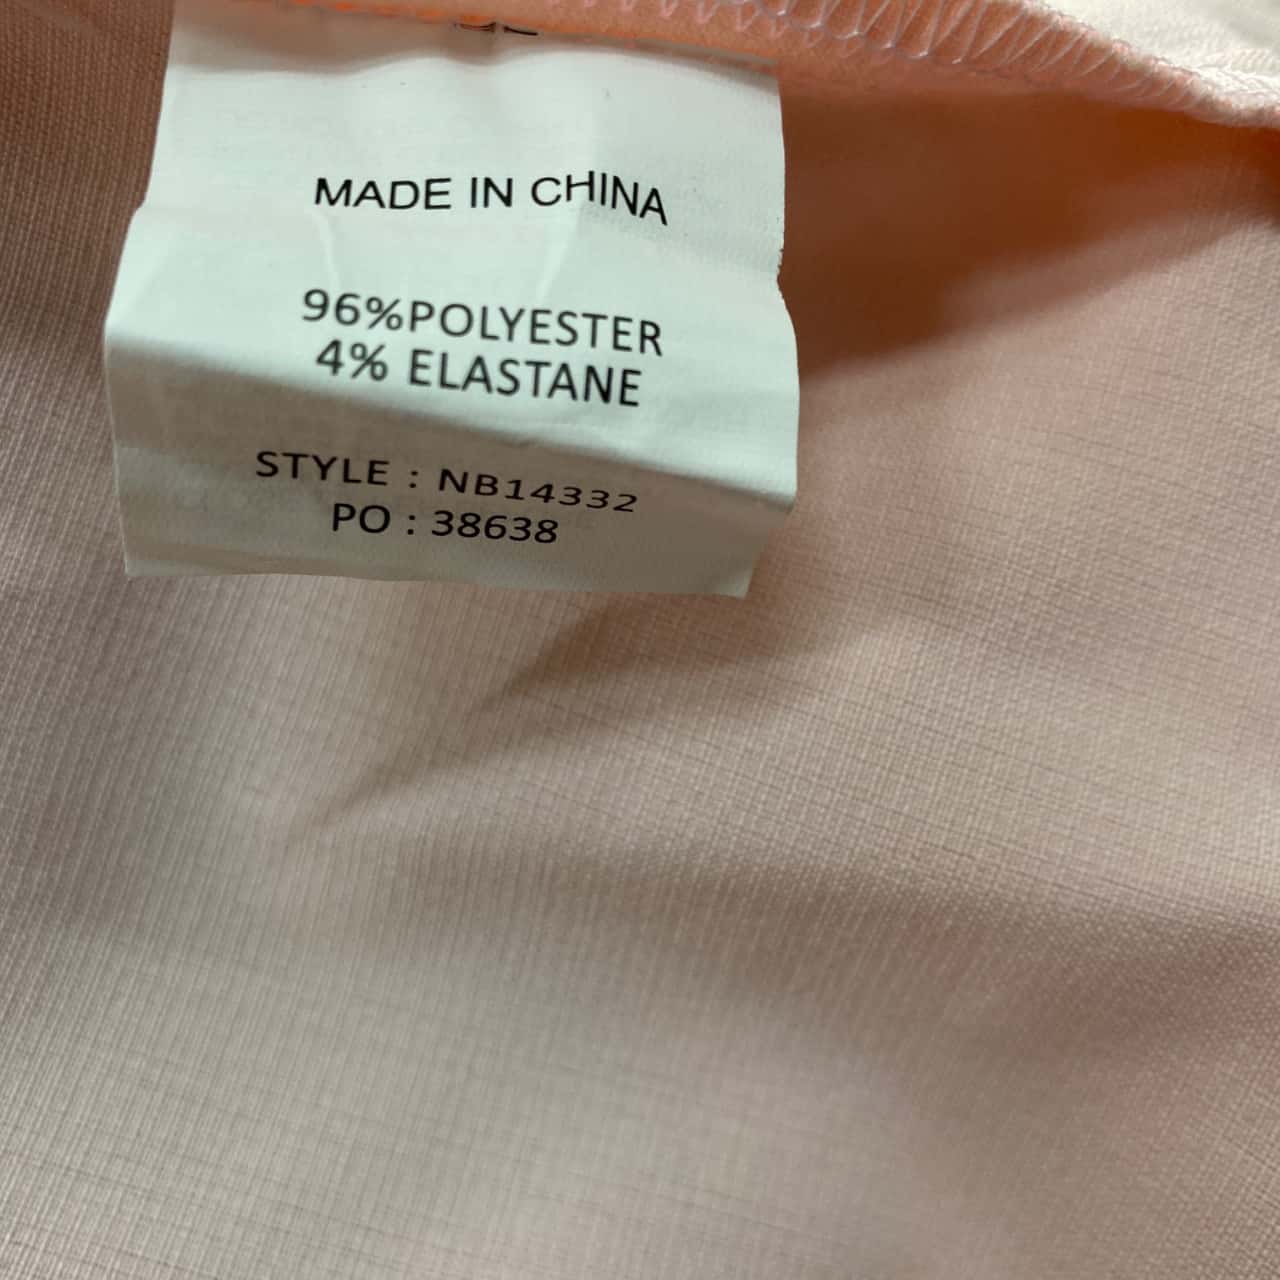 MADE IN CHINA
96%POLYESTER
4% ELASTANE
STYLE : NB14332
PO : 38638